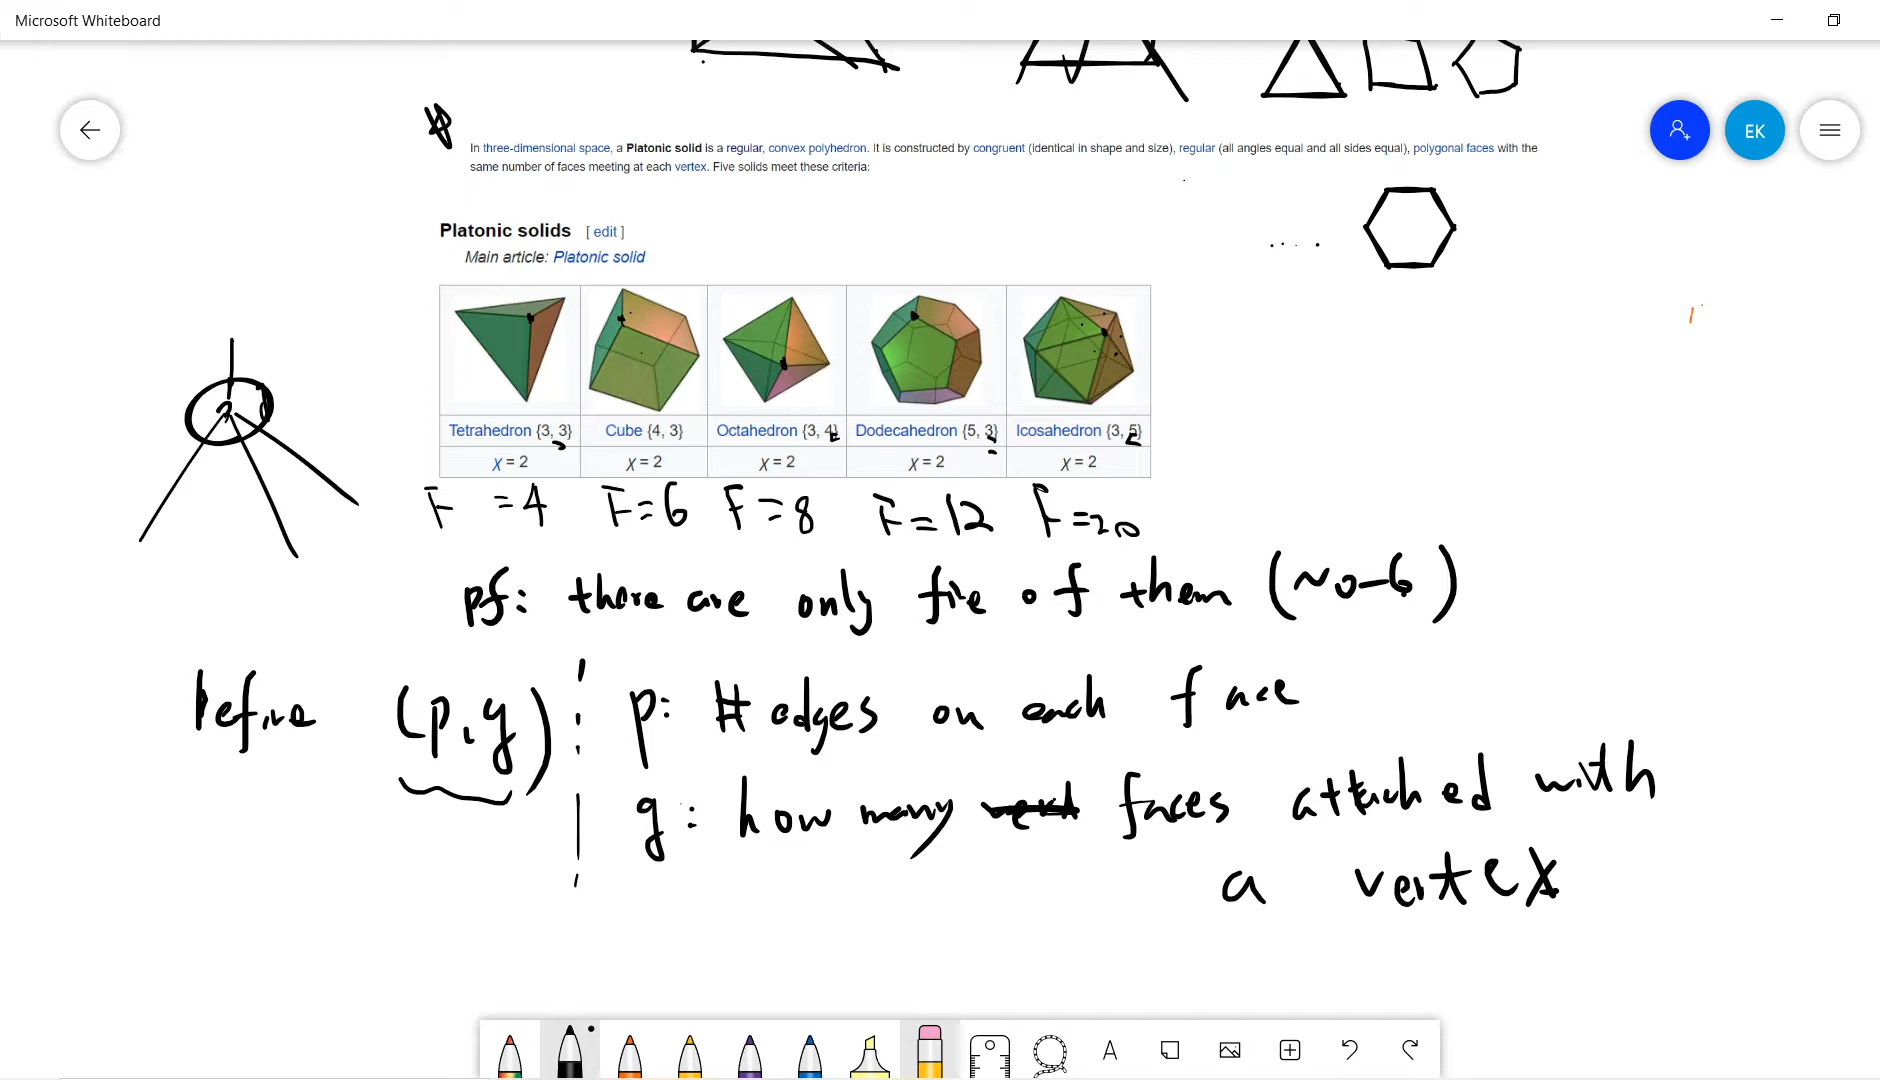 Microsoft Whiteboard
EK
In three-dimensional space, a Platonic solid is a regular, convex polyhedron. It is constructed by congruent (identical in shape and size), regular (all angles equal and all sides equal), polygonal faces with the
same number of faces meeting at each vertex. Five solids meet these criteria:
Platonic solids [ edit ]
Main article: Platonic solid
Tetrahedron {3, 3} Cube {4, 3} Octahedron {3, 4} Dodecahedron {5, 3} Icosahedron {3, 5}
χ = 2 χ = 2 χ = 2 χ = 2 χ = 2
F = 4 F = 6 F = 8 F = 12 F = 20
pf: there are only five of them (No-6)
Define (p,q) p: # edges on each face
q: how many faces attached with
a vertex
A